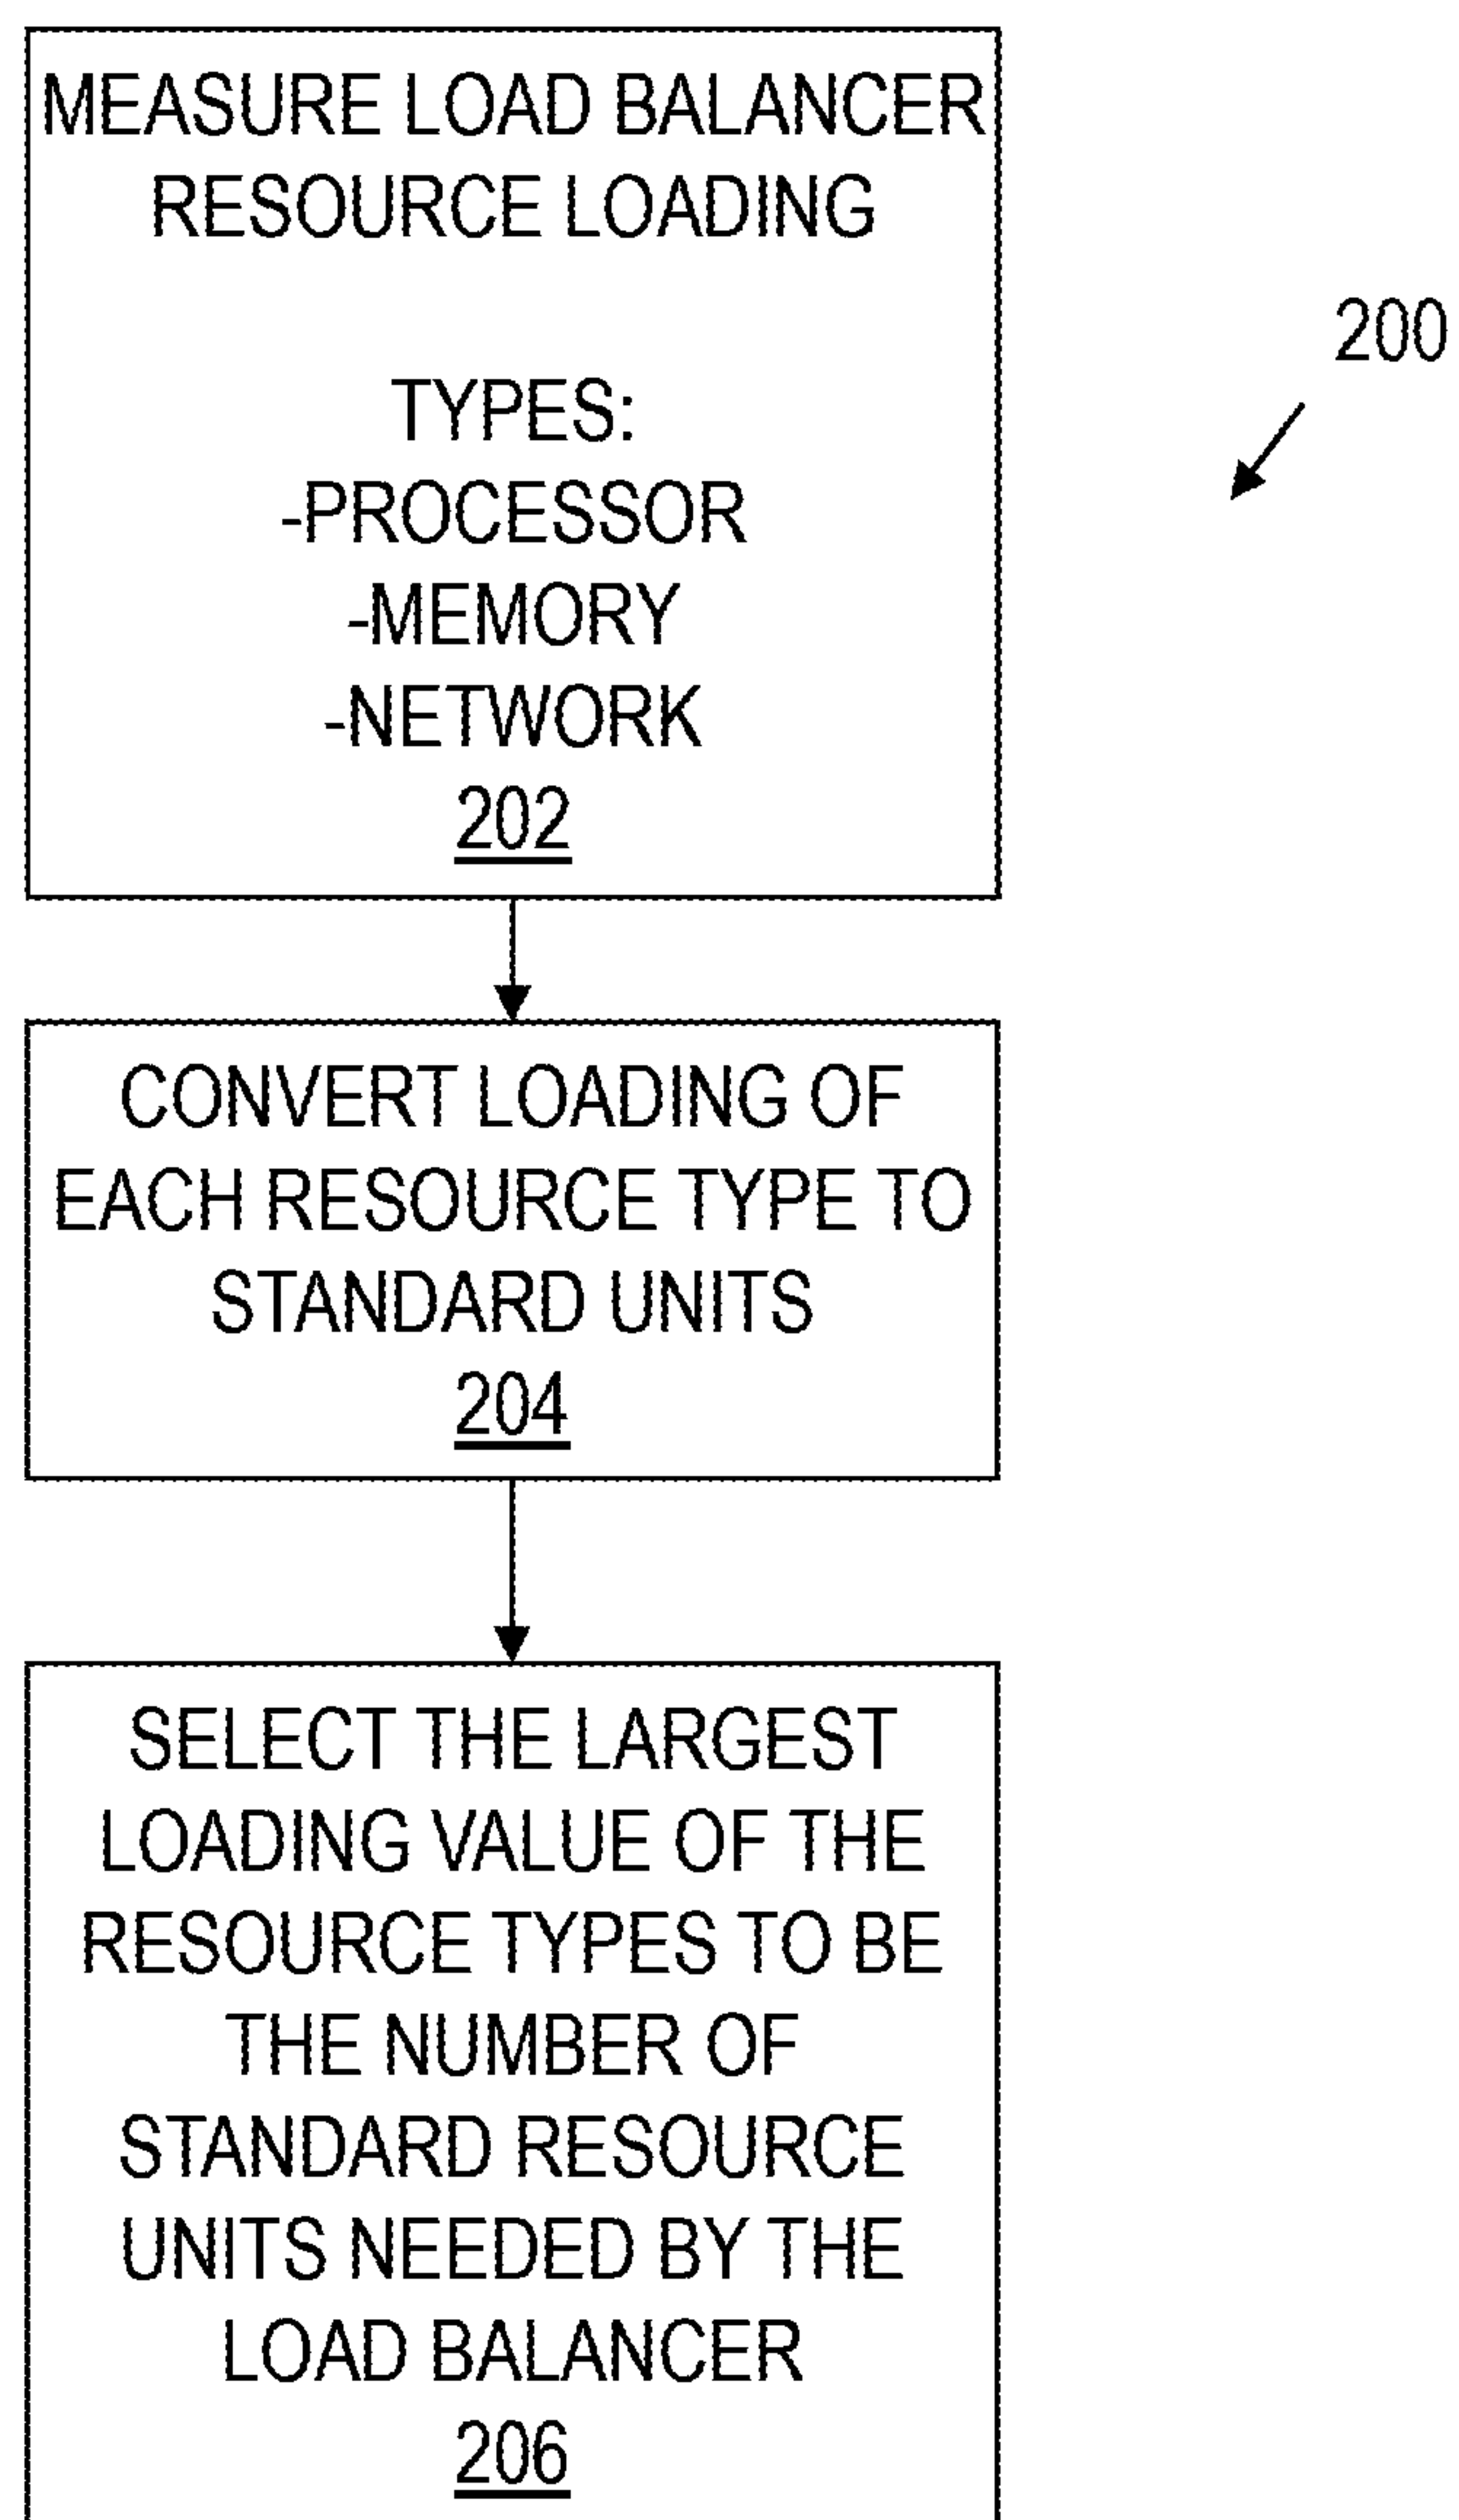 MEASURE LOAD BALANCER
RESOURCE LOADING
TYPES:
-PROCESSOR
-MEMORY
-NETWORK
202
200
CONVERT LOADING OF
EACH RESOURCE TYPE TO
STANDARD UNITS
204
SELECT THE LARGEST
LOADING VALUE OF THE
RESOURCE TYPES TO BE
THE NUMBER OF
STANDARD RESOURCE
UNITS NEEDED BY THE
LOAD BALANCER
206